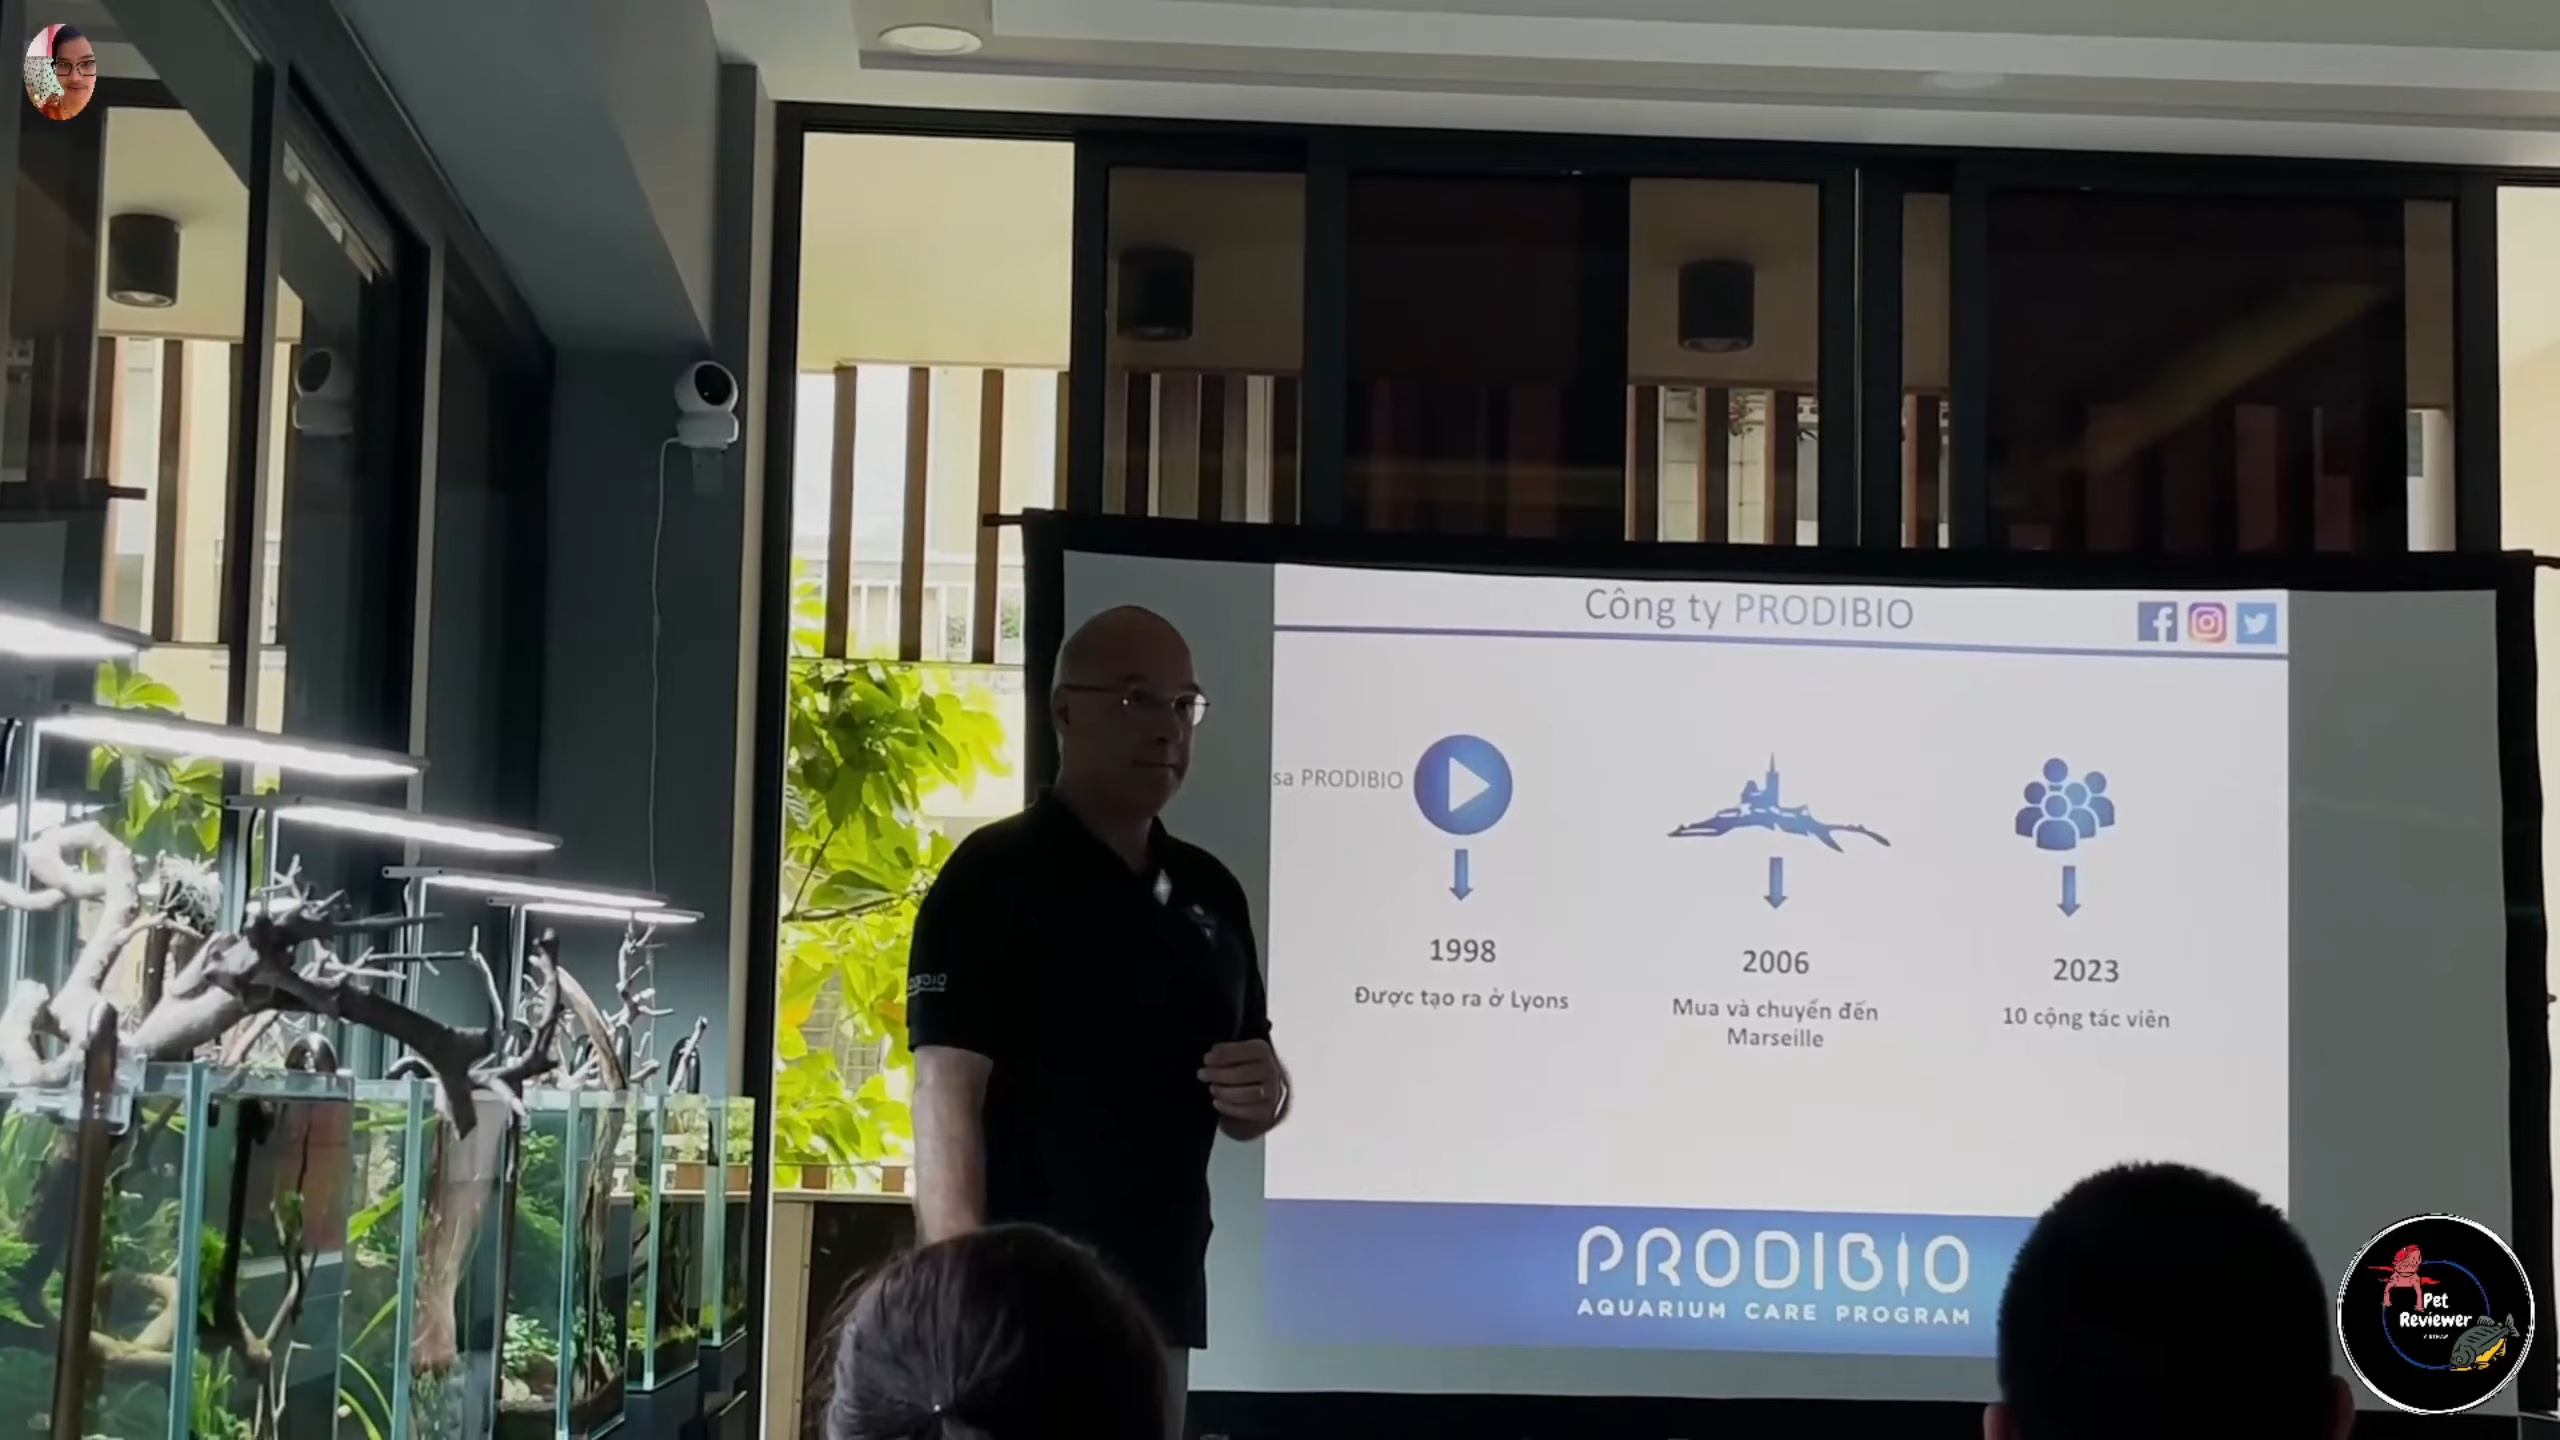 Công ty PRODIBIO
sa PRODIBIO
1998
Được tạo ra ở Lyons
2006
Mua và chuyển đến
Marseille
2023
10 cộng tác viên
PRODIBIO
AQUARIUM CARE PROGRAM
Pet
Reviewer